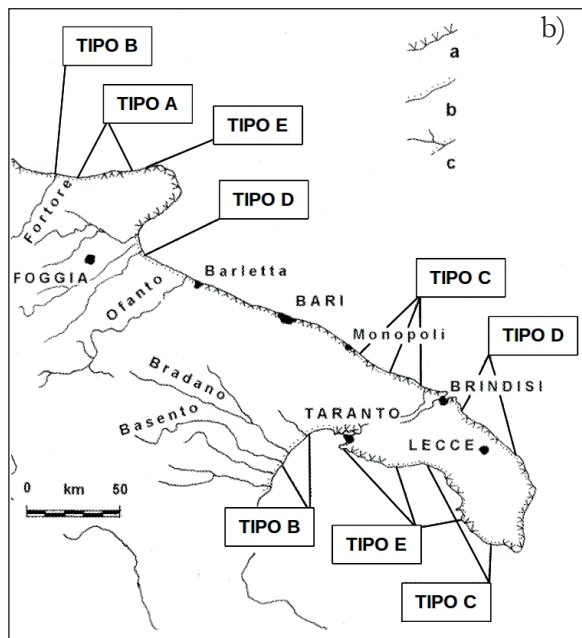 b)
TIPO B
a
TIPO A
b
TIPO E
c
Fortore
TIPO D
FOGGIA
Ofanto
Barletta
BARI
TIPO C
Monopoli
TIPO D
Bradano
BRINDISI
Basento
TARANTO
LECCE
0 km 50
TIPO B
TIPO E
TIPO C